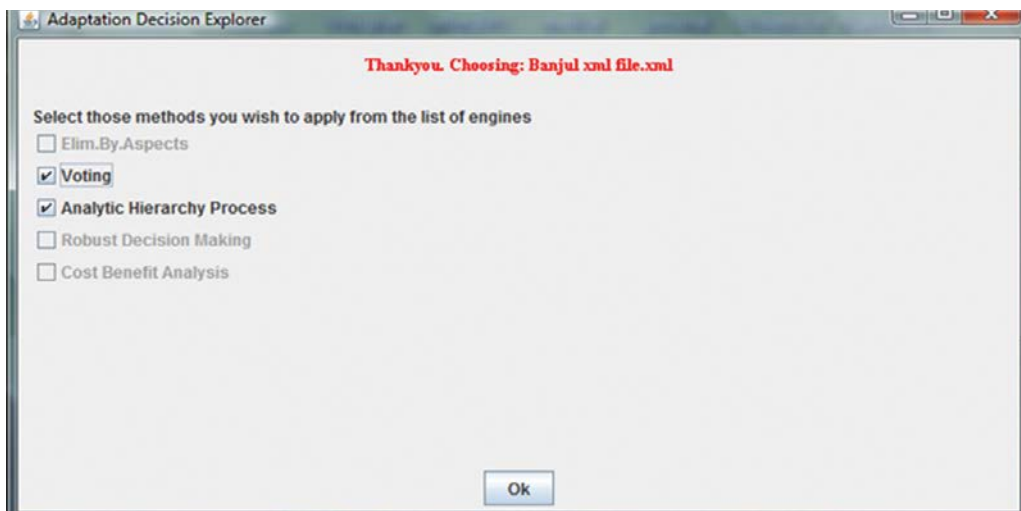 Adaptation Decision Explorer
Thankyou. Choosing: Banjul xml file.xml
Select those methods you wish to apply from the list of engines
Elim.By.Aspects
Voting
Analytic Hierarchy Process
Robust Decision Making
Cost Benefit Analysis
Ok